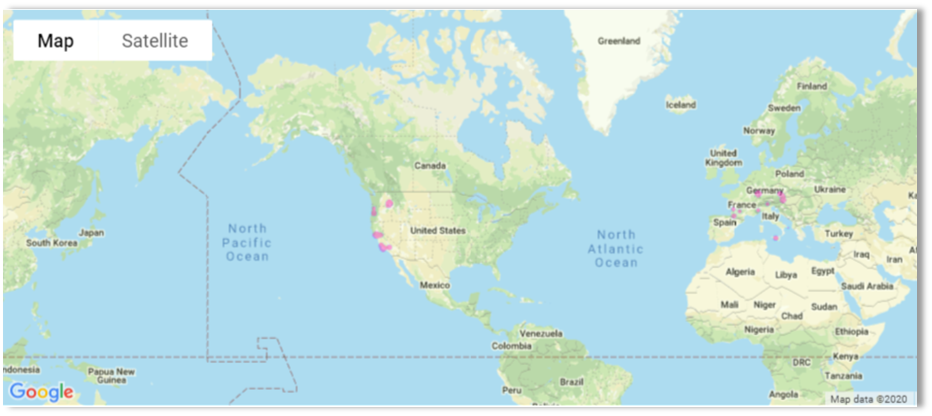 Map
Satellite
Greenland
Finland
Iceland
Sweden
Norway
United
Kingdom
Canada
Poland
Germany
Ukraine
France
Italy
Spain
United States
North
Pacific
Ocean
North
Atlantic
Ocean
Japan
South Korea
Turkey
Iraq
Iran
Algeria
Libya
Egypt
Saudi Arabia
Mexico
Mali
Niger
Sudan
Chad
Nigeria
Ethiopia
Venezuela
Colombia
DRC
Kenya
Tanzania
ndonesia
Papua New
Guinea
Peru
Brazil
Angola
Google
Map data ©2020